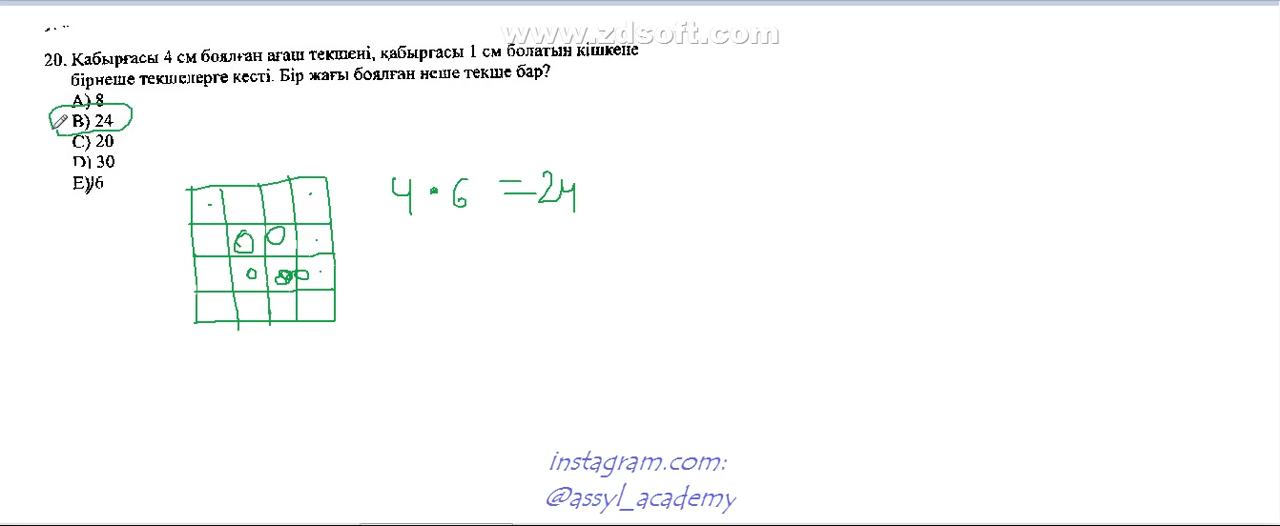 www.zdsoft.com
20. Қабырғасы 4 см боялған ағаш текшені, қабырғасы 1 см болатын кішкене
бірнеше текшелерге кесті. Бір жағы боялған неше текше бар?
A) 8
B) 24
C) 20
D) 30
E) 6
4 · 6 = 24
instagram.com:
@assyl_academy